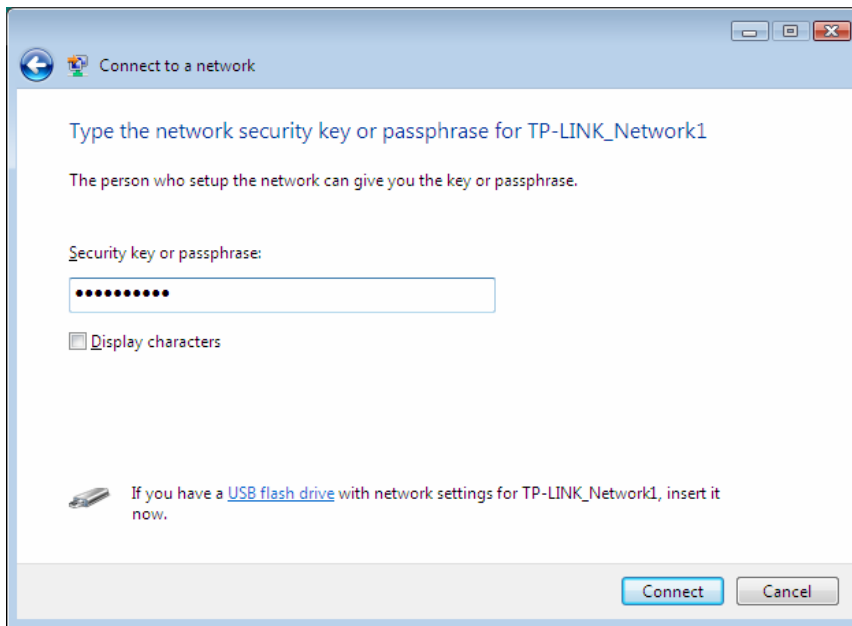 Connect to a network
Type the network security key or passphrase for TP-LINK_Network1
The person who setup the network can give you the key or passphrase.
Security key or passphrase:
••••••••••
Display characters
If you have a USB flash drive with network settings for TP-LINK_Network1, insert it
now.
Connect
Cancel